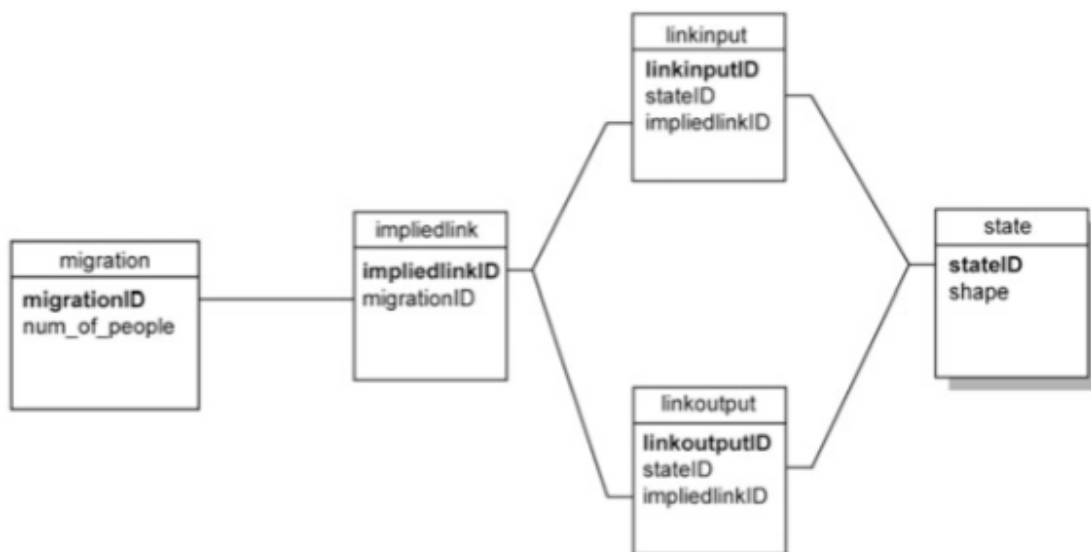 migration
migrationID
num_of_people
impliedlink
impliedlinkID
migrationID
linkinput
linkinputID
stateID
impliedlinkID
linkoutput
linkoutputID
stateID
impliedlinkID
state
stateID
shape